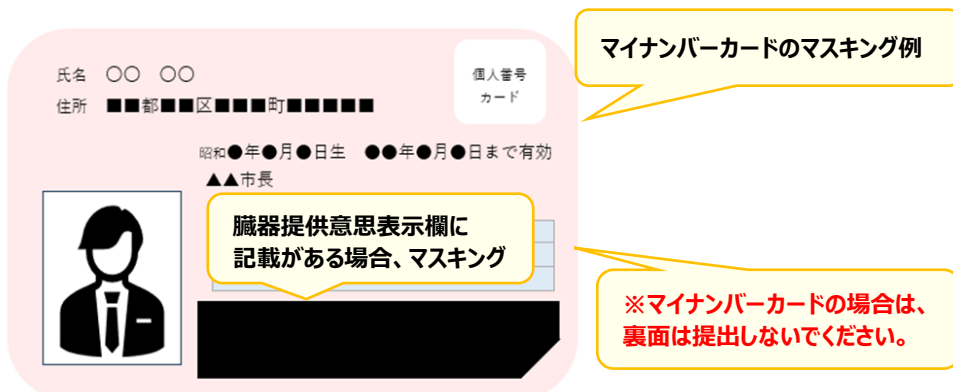 マイナンバーカードのマスキング例
氏名 〇〇 〇〇
個人番号
カード
住所 ■■都■■区■■■町■■■■■
昭和●年●月●日生 ●●年●月●日まで有効
▲▲市長
臓器提供意思表示欄に
記載がある場合、マスキング
※マイナンバーカードの場合は、
裏面は提出しないでください。